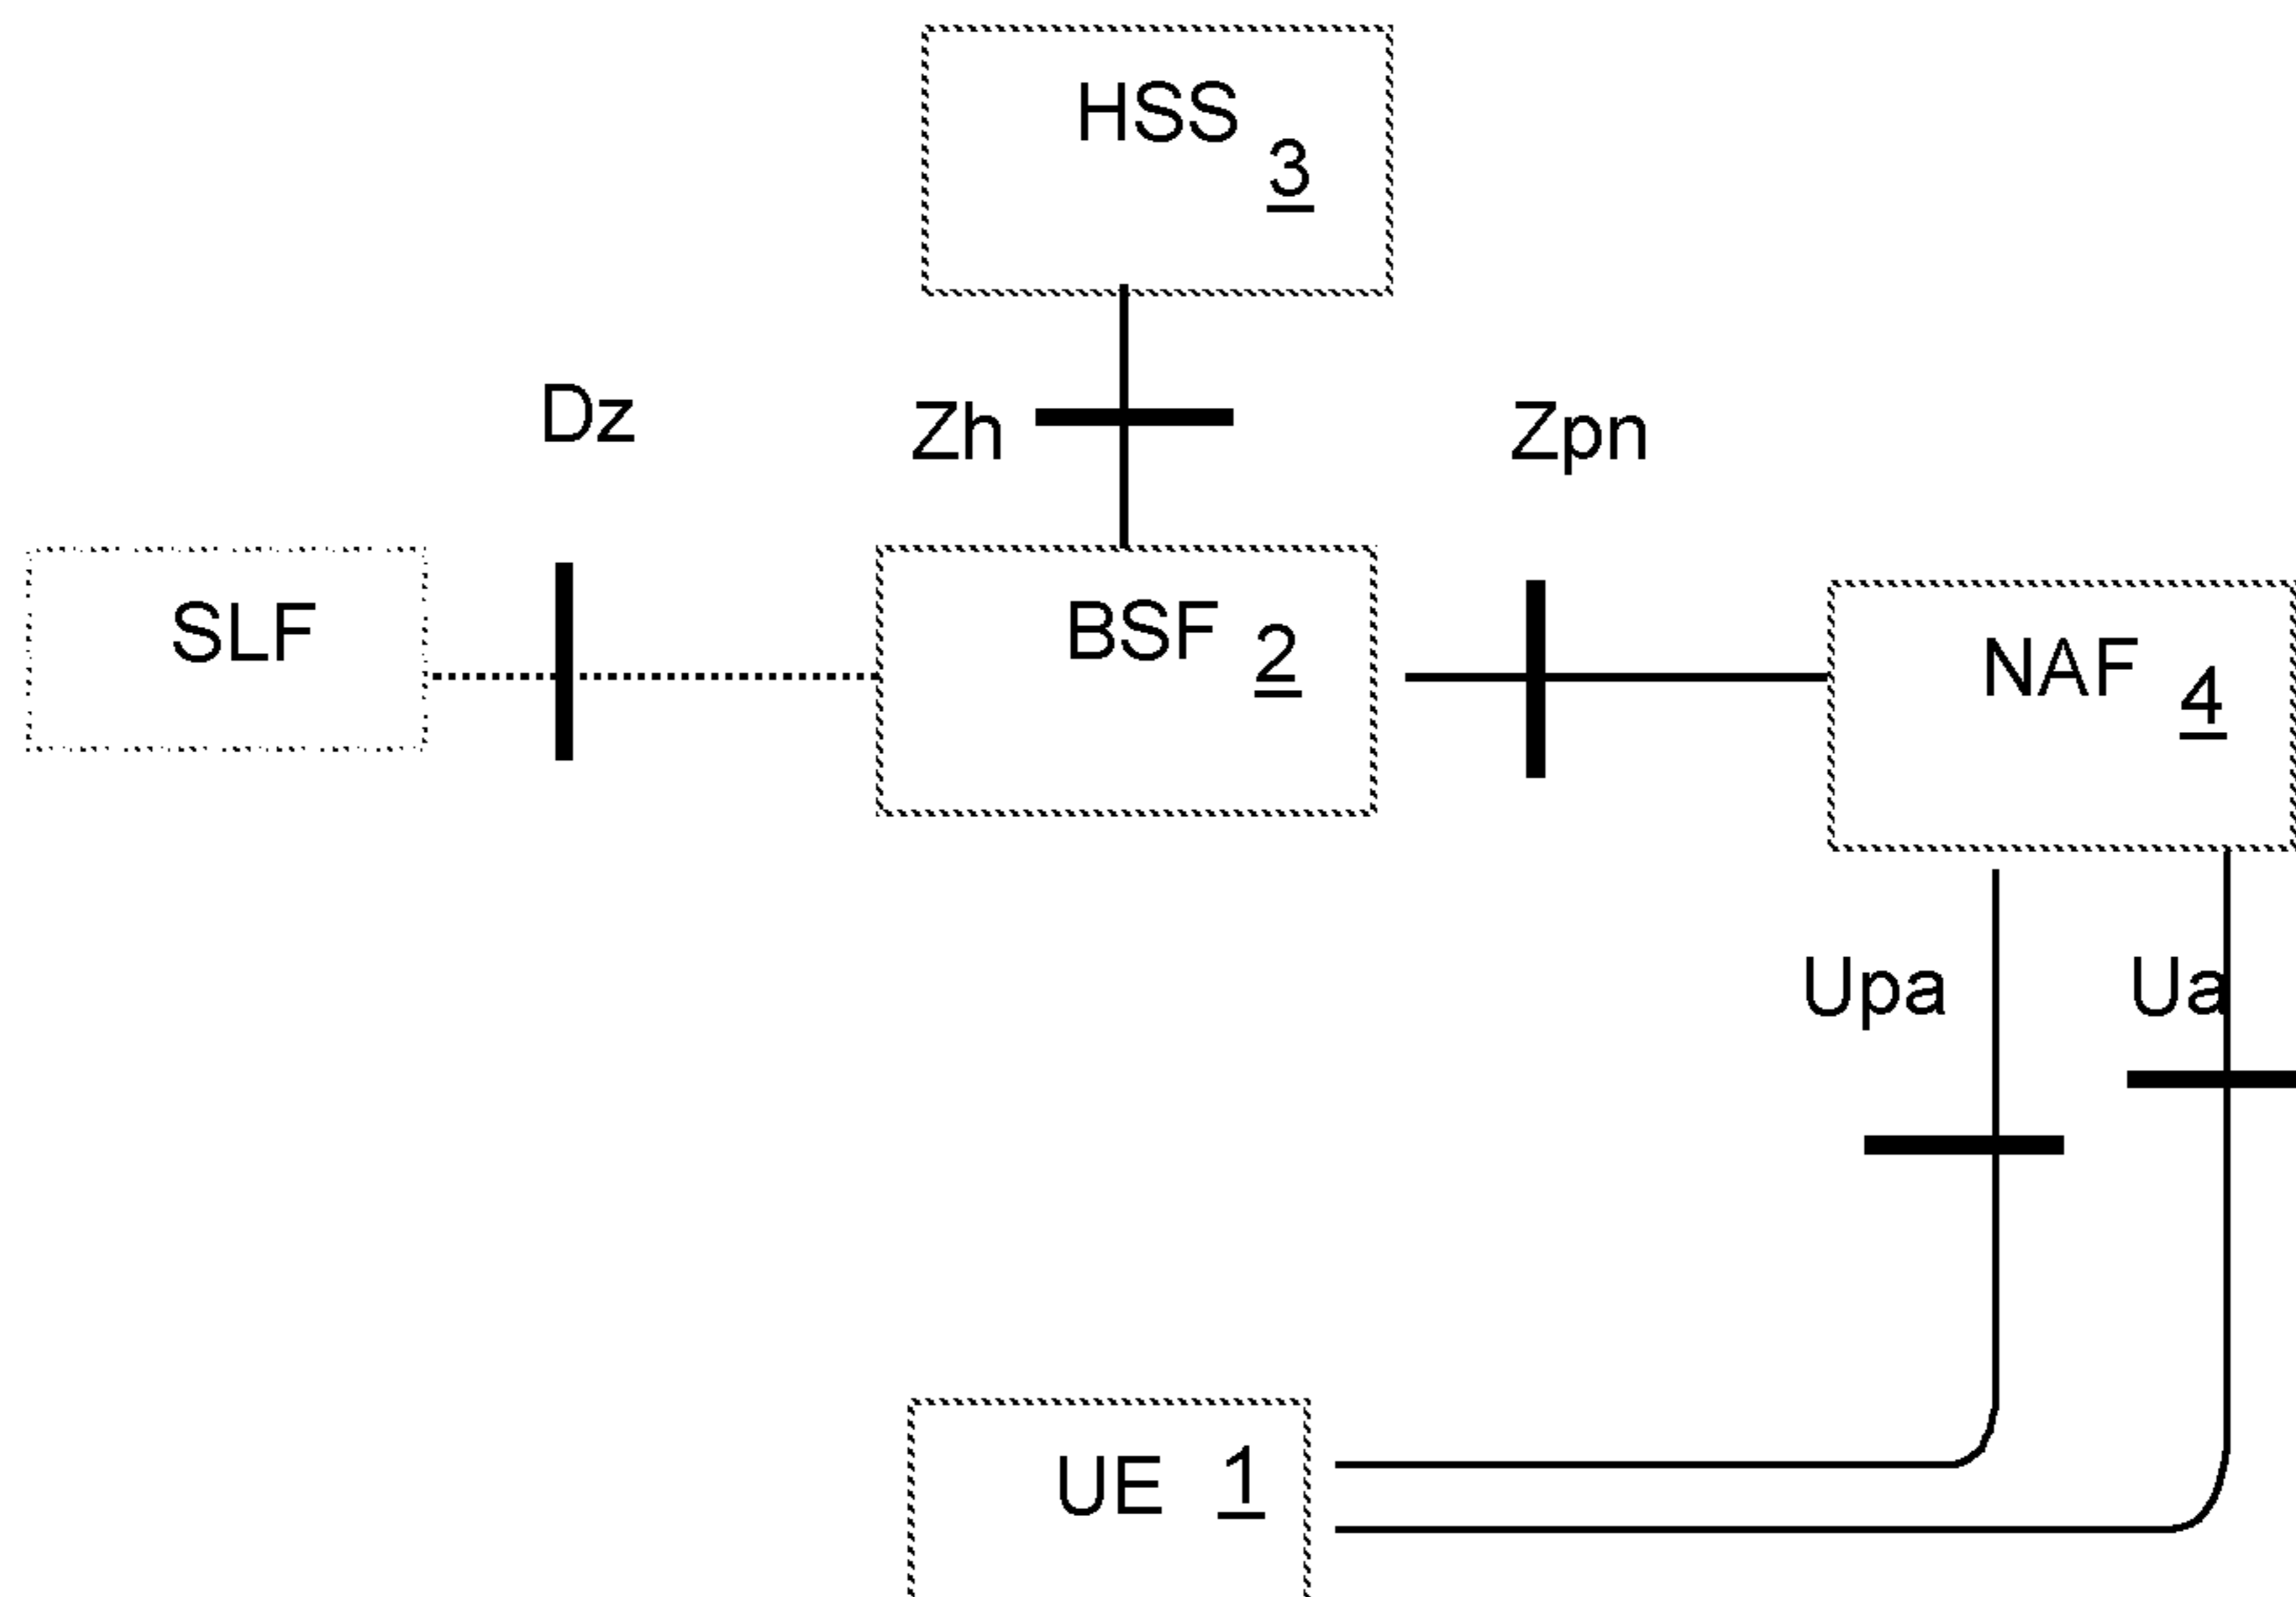 HSS 3
Dz
Zh
Zpn
SLF
BSF 2
NAF 4
Upa
Ua
UE 1